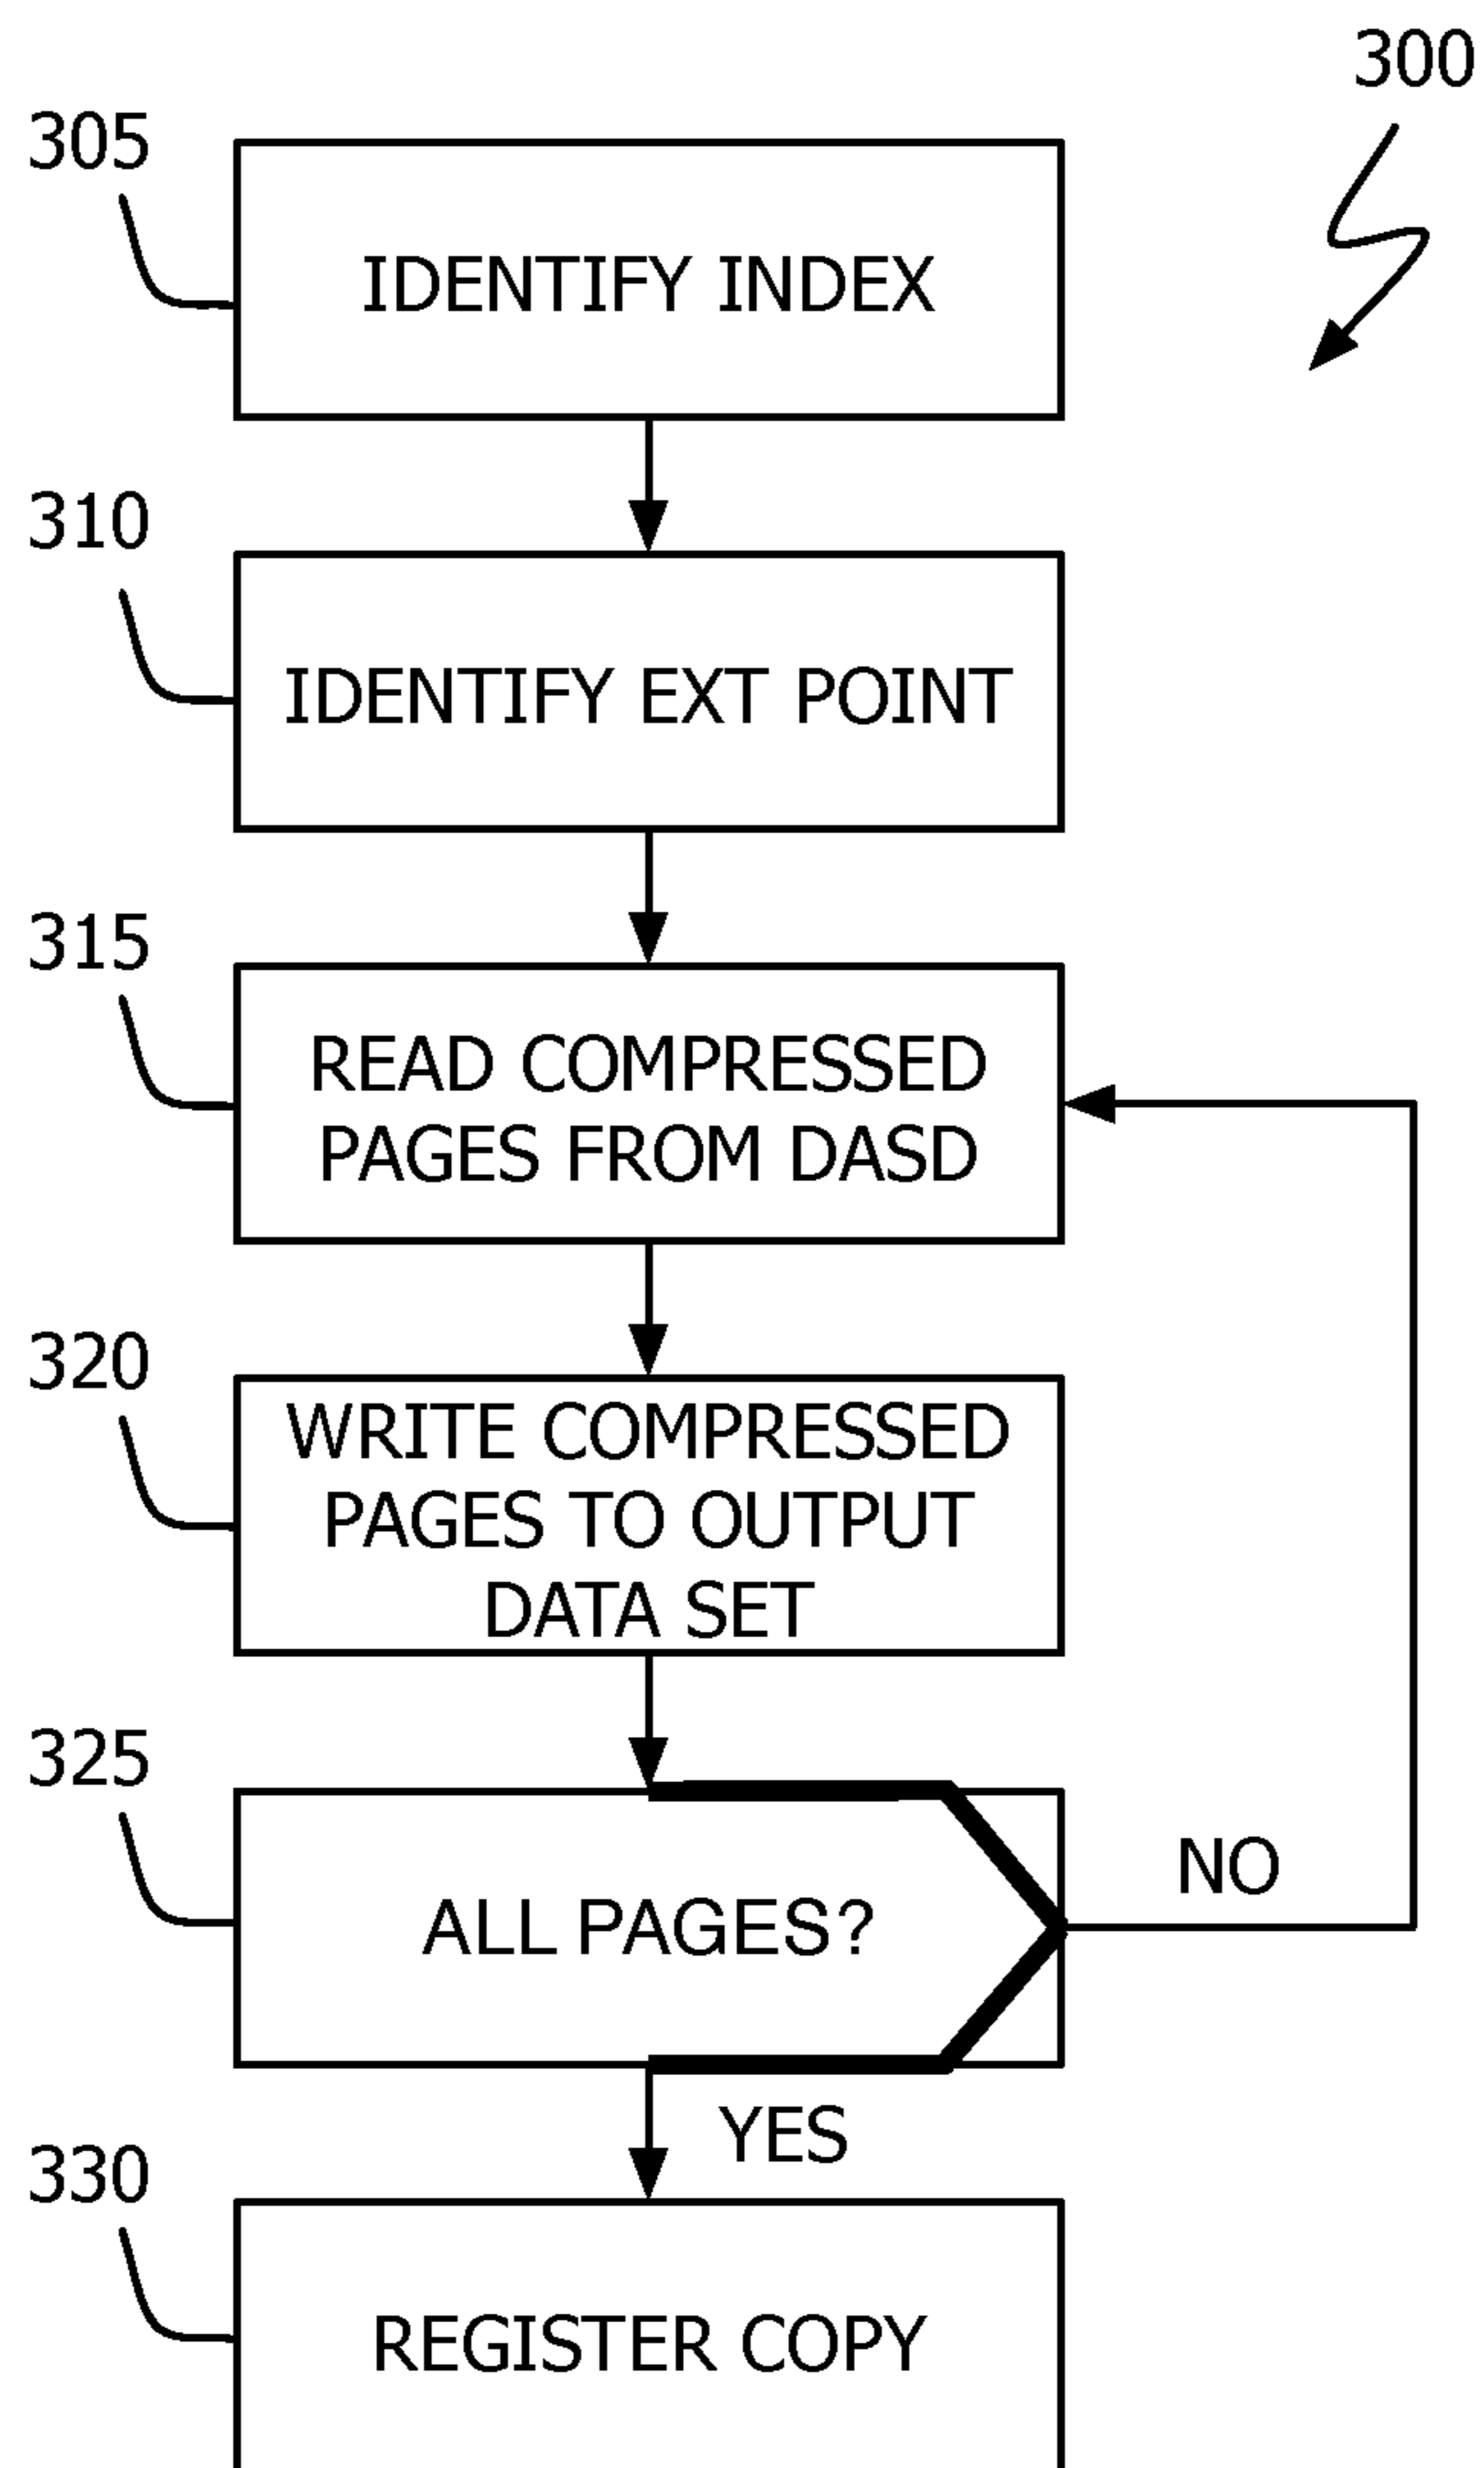 300
305
IDENTIFY INDEX
310
IDENTIFY EXT POINT
315
READ COMPRESSED
PAGES FROM DASD
320
WRITE COMPRESSED
PAGES TO OUTPUT
DATA SET
325
ALL PAGES?
NO
YES
330
REGISTER COPY